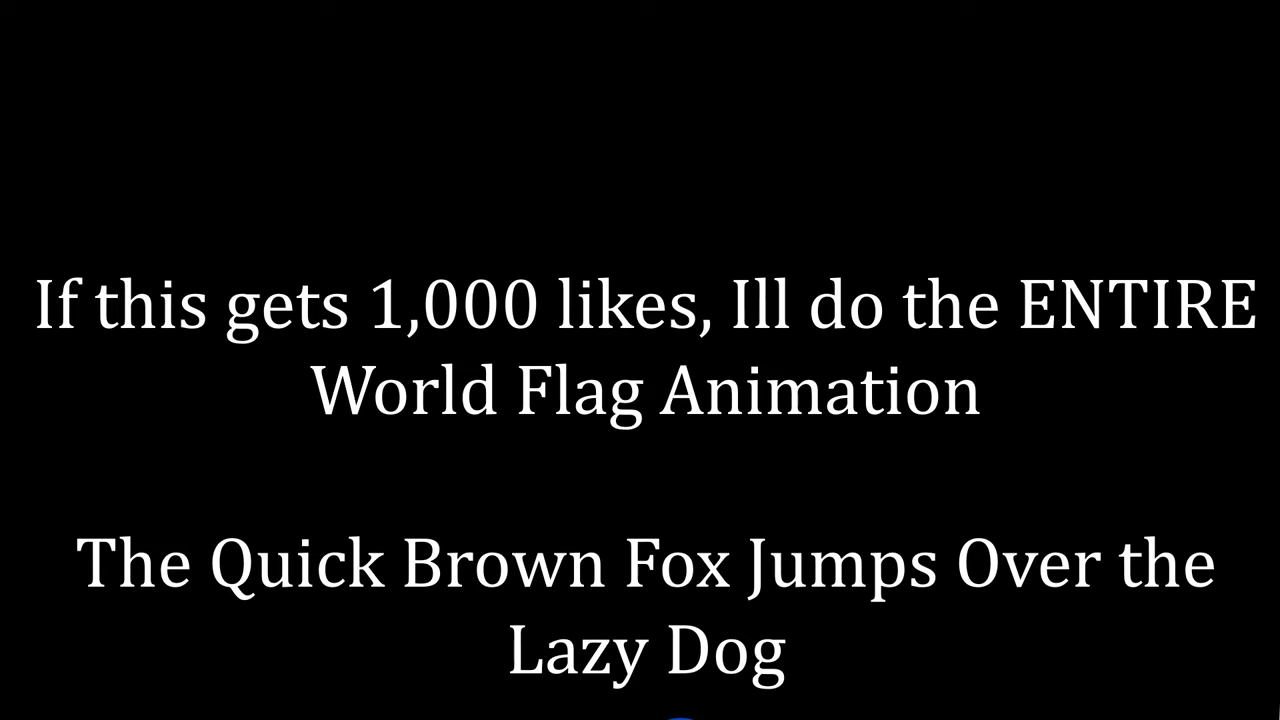 If this gets 1,000 likes, Ill do the ENTIRE
World Flag Animation
The Quick Brown Fox Jumps Over the
Lazy Dog